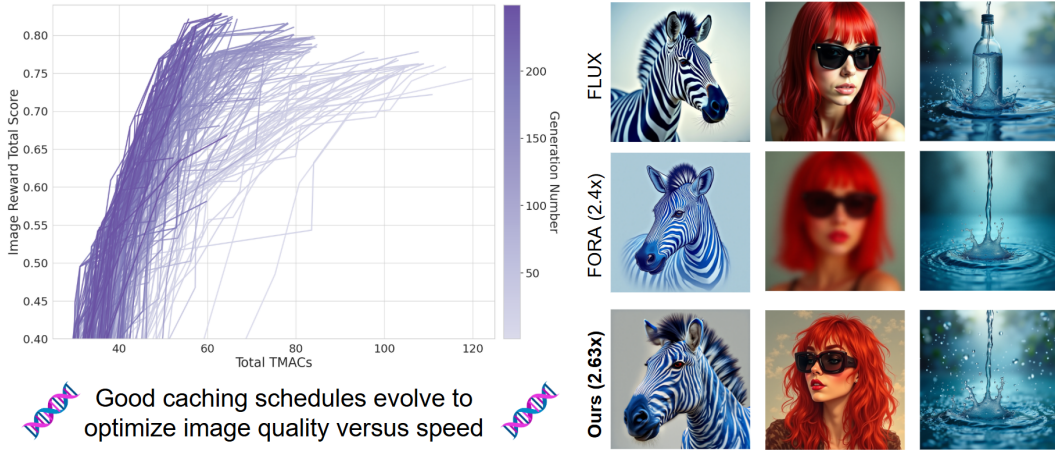 Image Reward Total Score
0.80
0.75
0.70
0.65
0.60
0.55
0.50
0.45
0.40
40
60
80
100
120
Total TMACs
200
150
100
50
Generation Number
Good caching schedules evolve to
optimize image quality versus speed
FLUX
FORA (2.4x)
Ours (2.63x)